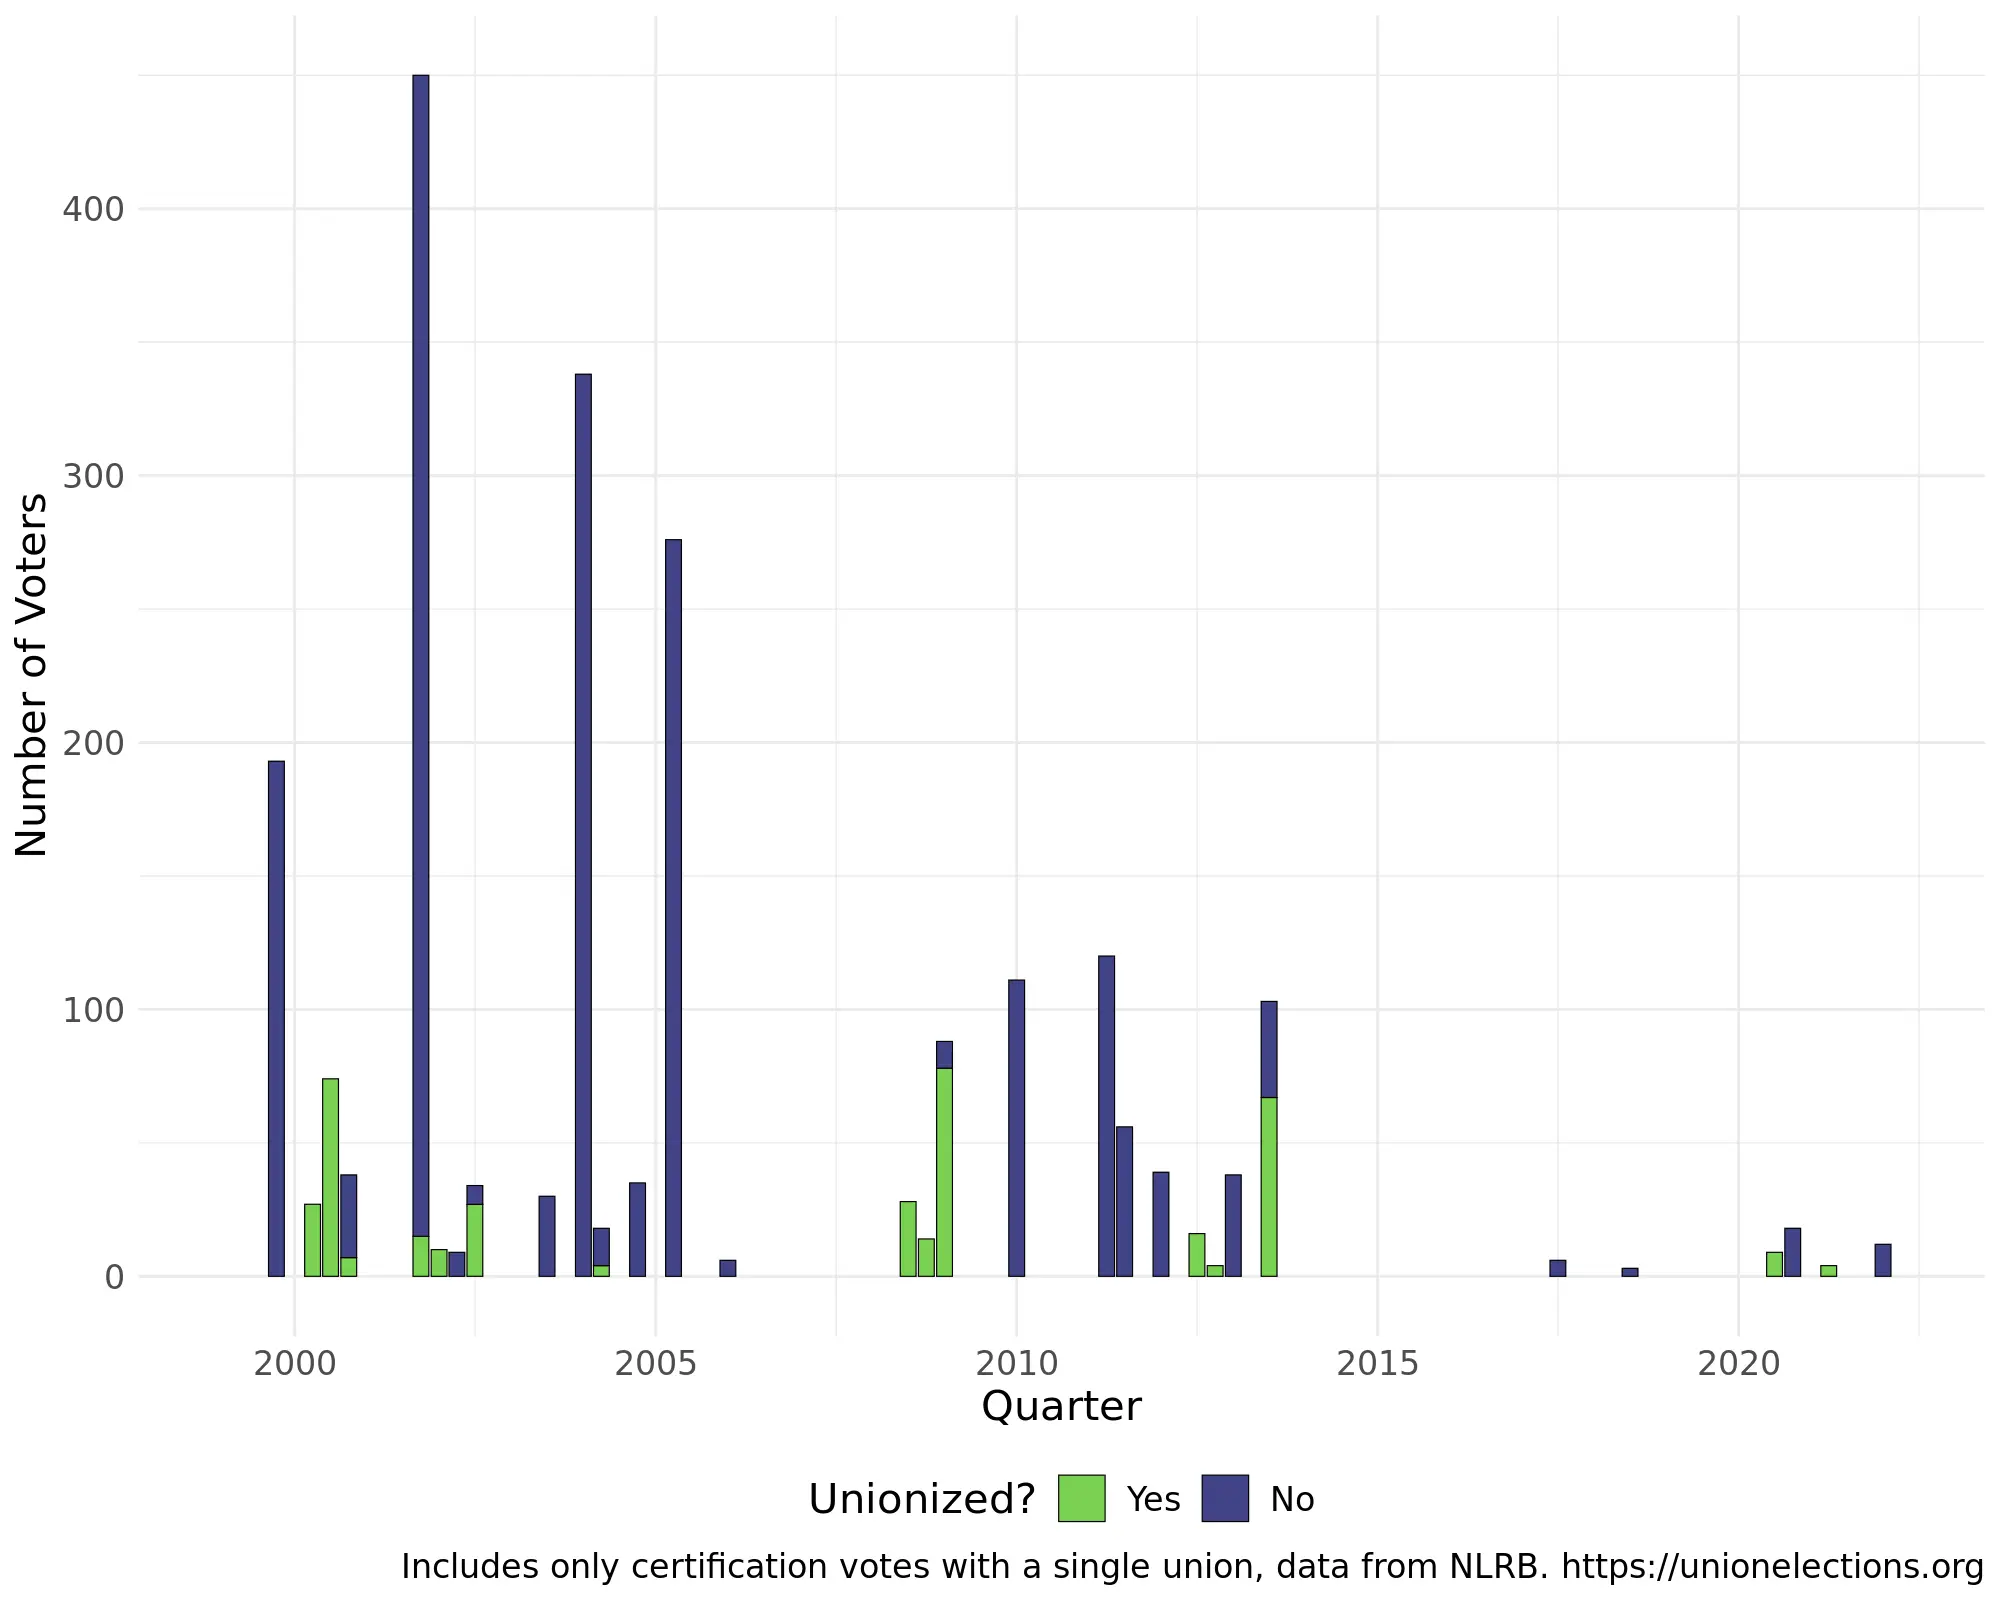 Number of Voters
400
300
200
100
0
2000 2005 2010 2015 2020
Quarter
Unionized? Yes No
Includes only certification votes with a single union, data from NLRB. https://unionelections.org